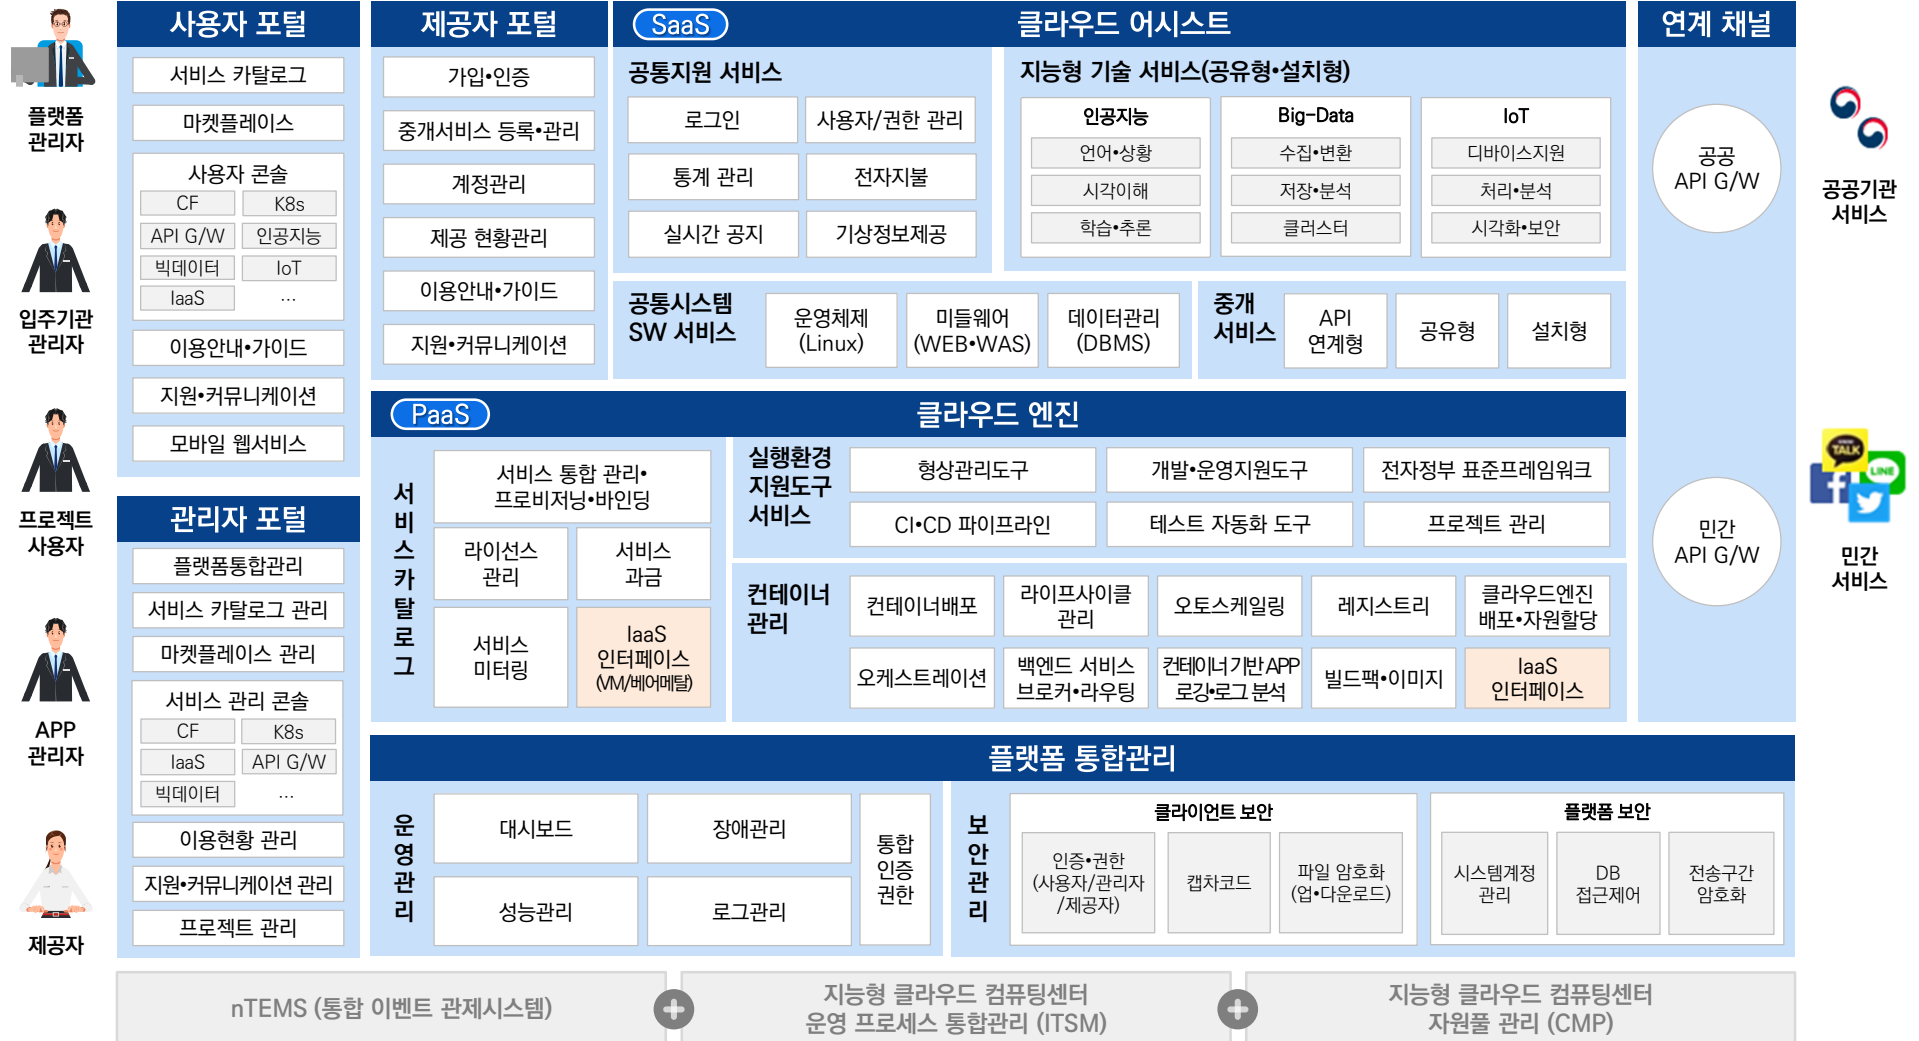 플랫폼
관리자
입주기관
관리자
프로젝트
사용자
APP
관리자
제공자
사용자 포털
서비스 카탈로그
마켓플레이스
사용자 콘솔
CF
K8s
API G/W
인공지능
빅데이터
IoT
IaaS
...
이용안내•가이드
지원•커뮤니케이션
모바일 웹서비스
관리자 포털
플랫폼통합관리
서비스 카탈로그 관리
마켓플레이스 관리
서비스 관리 콘솔
CF
K8s
IaaS
API G/W
빅데이터
...
이용현황 관리
지원•커뮤니케이션 관리
프로젝트 관리
제공자 포털
가입•인증
중개서비스 등록•관리
계정관리
제공 현황관리
이용안내•가이드
지원•커뮤니케이션
SaaS
클라우드 어시스트
공통지원 서비스
로그인
사용자/권한 관리
통계 관리
전자지불
실시간 공지
기상정보제공
지능형 기술 서비스(공유형•설치형)
인공지능
언어•상황
시각이해
학습•추론
Big-Data
수집•변환
저장•분석
클러스터
IoT
디바이스지원
처리•분석
시각화•보안
공통시스템
SW 서비스
운영체제
(Linux)
미들웨어
(WEB•WAS)
데이터관리
(DBMS)
중개
서비스
API
연계형
공유형
설치형
PaaS
클라우드 엔진
서비스카탈로그
서비스 통합 관리•
프로비저닝•바인딩
라이선스
관리
서비스
과금
서비스
미터링
IaaS
인터페이스
(VM/베어메탈)
실행환경
지원도구
서비스
형상관리도구
개발•운영지원도구
전자정부 표준프레임워크
CI•CD 파이프라인
테스트 자동화 도구
프로젝트 관리
컨테이너
관리
컨테이너배포
라이프사이클
관리
오토스케일링
레지스트리
클라우드엔진
배포•자원할당
오케스트레이션
백엔드 서비스
브로커•라우팅
컨테이너 기반 APP
로깅•로그 분석
빌드팩•이미지
IaaS
인터페이스
플랫폼 통합관리
운영관리
대시보드
장애관리
성능관리
로그관리
통합
인증
권한
보안관리
클라이언트 보안
인증•권한
(사용자/관리자
/제공자)
캡차코드
파일 암호화
(업•다운로드)
플랫폼 보안
시스템계정
관리
DB
접근제어
전송구간
암호화
연계 채널
공공
API G/W
민간
API G/W
공공기관
서비스
TALK
LINE
민간
서비스
nTEMS (통합 이벤트 관제시스템)
지능형 클라우드 컴퓨팅센터
운영 프로세스 통합관리 (ITSM)
지능형 클라우드 컴퓨팅센터
자원풀 관리 (CMP)